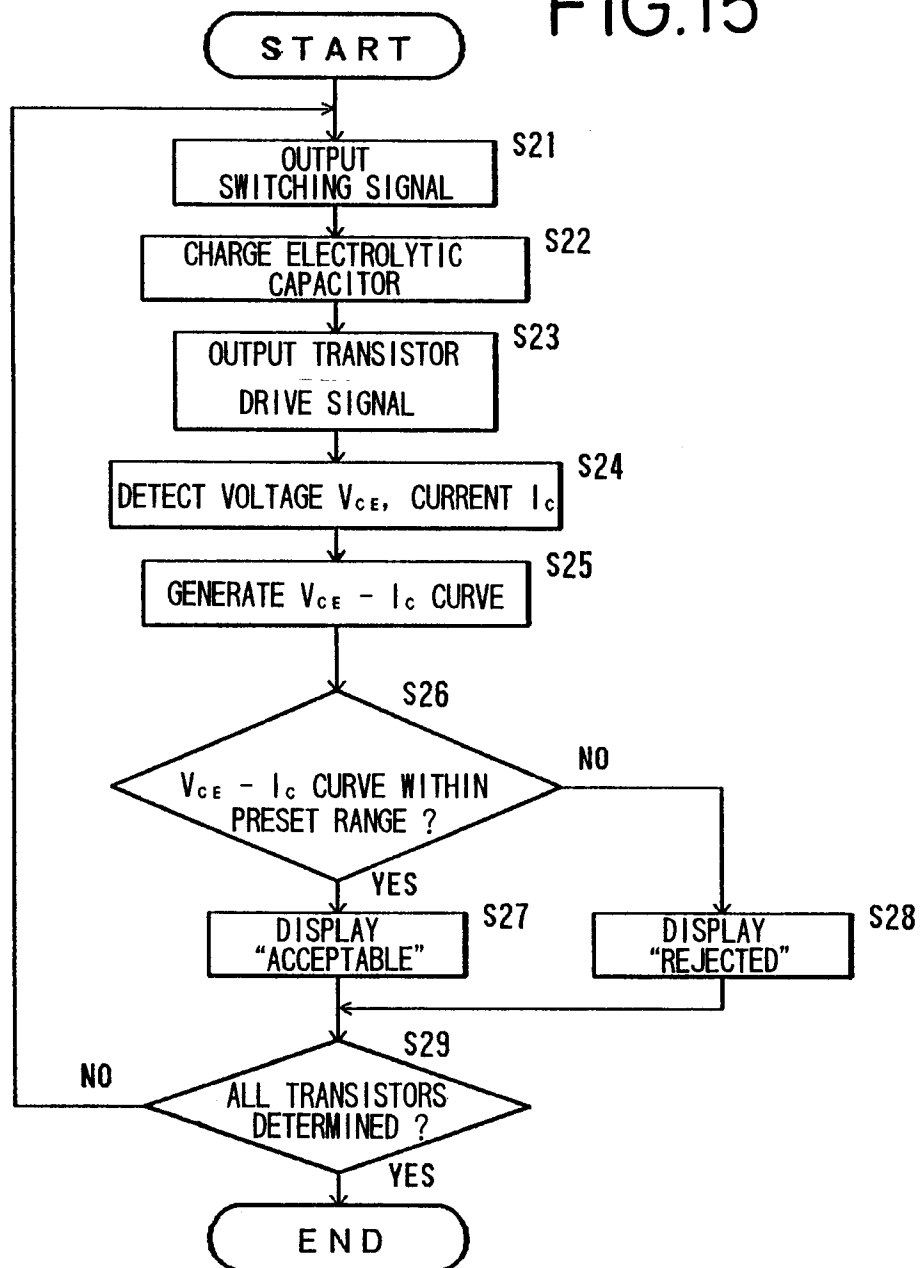 FIG.15
START
S21
OUTPUT
SWITCHING SIGNAL
S22
CHARGE ELECTROLYTIC
CAPACITOR
S23
OUTPUT TRANSISTOR
DRIVE SIGNAL
S24
DETECT VOLTAGE VCE, CURRENT Ic
S25
GENERATE VCE - Ic CURVE
S26
VCE - Ic CURVE WITHIN
PRESET RANGE ?
NO
YES
S27
DISPLAY
“ACCEPTABLE”
S28
DISPLAY
“REJECTED”
S29
ALL TRANSISTORS
DETERMINED ?
NO
YES
END